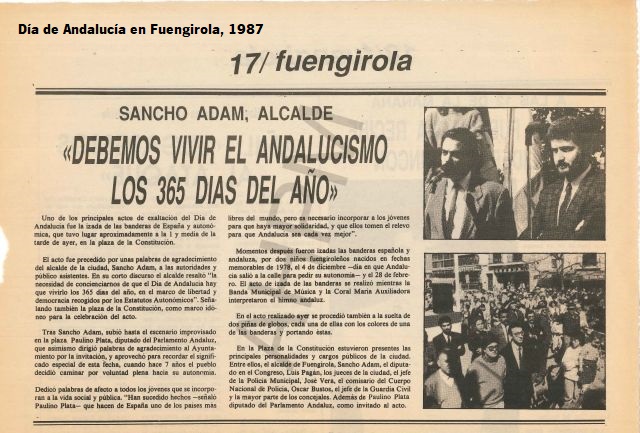 Día de Andalucía en Fuengirola, 1987
17/ fuengirola
SANCHO ADAM, ALCALDE
«DEBEMOS VIVIR EL ANDALUCISMO
LOS 365 DIAS DEL AÑO»
Uno de los principales actos de exaltación del Día de
Andalucía fue la izada de las banderas de España y autonó-
mica, que tuvo lugar aproximadamente a la 1 y media de la
tarde de ayer, en la plaza de la Constitución.
El acto fue precedido por unas palabras de agradecimiento
del alcalde de la ciudad, Sancho Adam, a las autoridades y
público asistentes. En su corto discurso el alcalde resaltó "la
necesidad de concienciarnos de que el Día de Andalucía hay
que vivirlo los 365 días del año, en el marco de libertad y
democracia recogidos por los Estatutos Autonómicos". Seña-
lando también la plaza de la Constitución, como marco idó-
neo para la celebración del acto.
Tras Sancho Adam, subió hasta el escenario improvisado
en la plaza. Paulino Plata, diputado del Parlamento Andaluz,
que asimismo dirigió palabras de agradecimiento al Ayunta-
miento por la invitación, y aprovechó para recordar el signifi-
cado especial de esta fecha, cuando hace 7 años el pueblo
decidió caminar por voluntad plena hacia su autonomía.
Dedicó palabras de afecto a todos los jóvenes que se incorpo-
ran a la vida social y pública. "Han sucedido hechos —señaló
Paulino Plata— que hacen de España uno de los países mas
libres del mundo, pero es necesario incorporar a los jóvenes
para que haya mayor solidaridad, y que ellos tomen el relevo
para que Andalucía sea cada vez mejor".
Momentos después fueron izadas las banderas española y
andaluza, por dos niños fuengiroleños nacidos en fechas
memorables de 1978, el 4 de diciembre —día en que Andalu-
cía salió a la calle para pedir su autonomía— y el 28 de febre-
ro. El acto de izada de las banderas se realizó mientras la
Banda Municipal de Música y la Coral Maria Auxiliadora
interpretaron el himno andaluz.
En el acto realizado ayer se procedió también a la suelta de
dos piñas de globos, cada una de ellas con los colores de una
de las banderas y portando éstas.
En la Plaza de la Constitución estuvieron presentes las
principales personalidades y cargos públicos de la ciudad.
Entre ellos, el alcalde de Fuengirola, Sancho Adam, el diputa-
do en el Congreso, Luis Pagán, los jueces de la ciudad, el jefe
de la Policía Municipal, José Vera, el comisario del Cuerpo
Nacional de Policía, Oscar Bustos, el jefe de la Guardia Civil
y la mayor parte de los concejales. Además de Paulino Plata
diputado del Parlamento Andaluz, como invitado al acto.